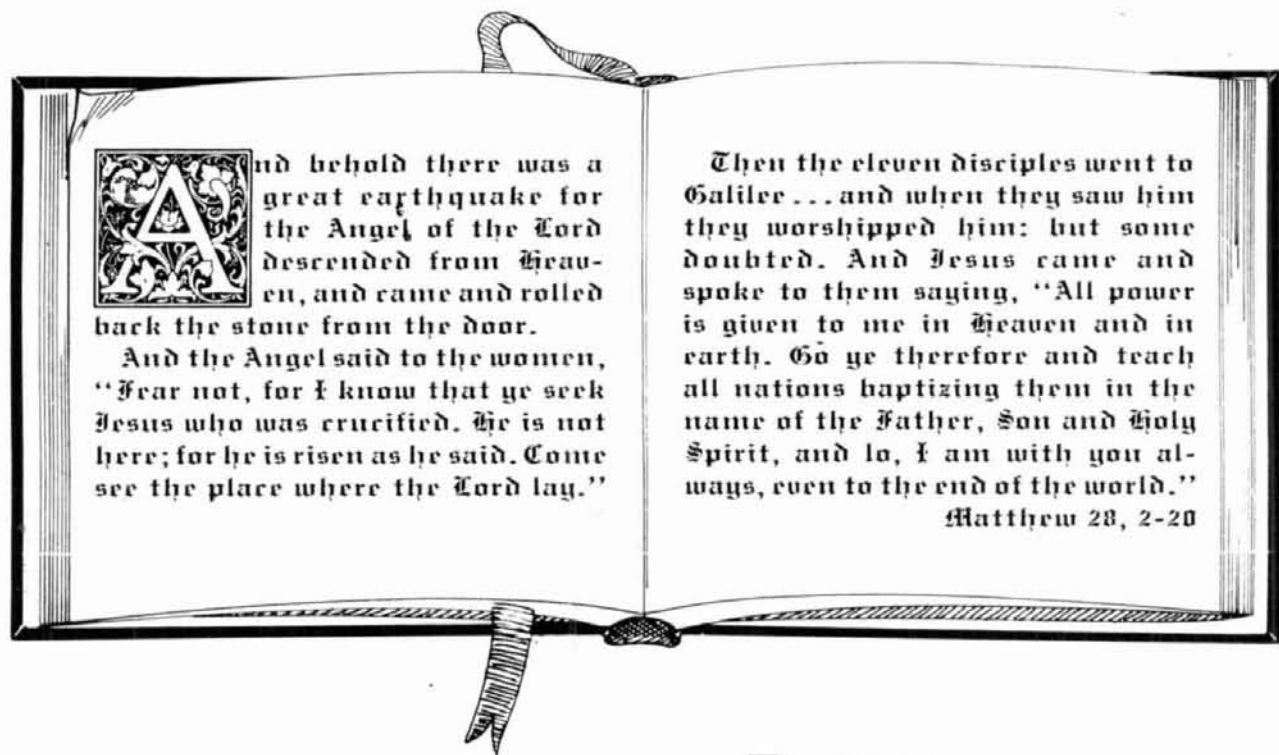 And behold there was a
great earthquake for
the Angel of the Lord
descended from Heav-
en, and came and rolled
back the stone from the door.
And the Angel said to the women,
“Fear not, for I know that ye seek
Jesus who was crucified. He is not
here; for he is risen as he said. Come
see the place where the Lord lay.”
Then the eleven disciples went to
Galilee...and when they saw him
they worshipped him: but some
doubted. And Jesus came and
spoke to them saying, “All power
is given to me in Heaven and in
earth. Go ye therefore and teach
all nations baptizing them in the
name of the Father, Son and Holy
Spirit, and lo, I am with you al-
ways, even to the end of the world.”
Matthew 28, 2-20